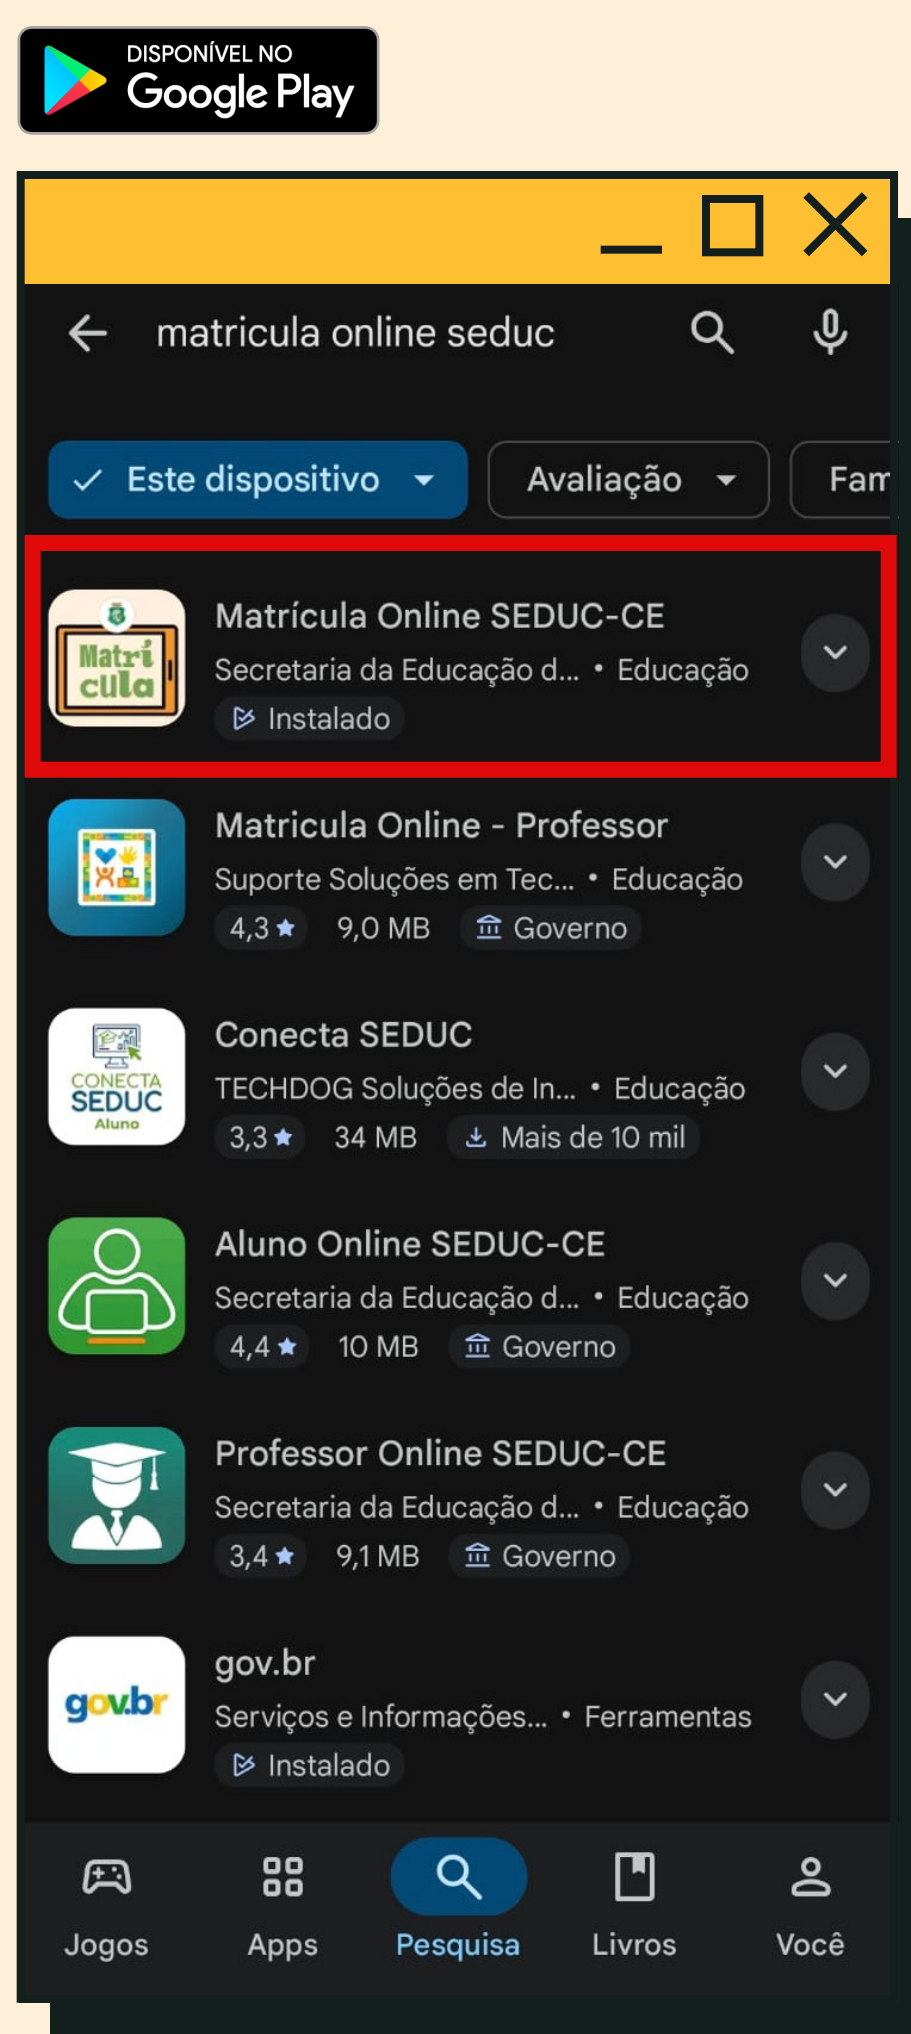 DISPONÍVEL NO
Google Play
matricula online seduc
Este dispositivo
Avaliação
Fam
Matrícula Online SEDUC-CE
Secretaria da Educação d... • Educação
Instalado
Matrí
cula
Matricula Online - Professor
Suporte Soluções em Tec... • Educação
4,3 ★ 9,0 MB Governo
Conecta SEDUC
TECHDOG Soluções de In... • Educação
3,3 ★ 34 MB Mais de 10 mil
CONECTA
SEDUC
Aluno
Aluno Online SEDUC-CE
Secretaria da Educação d... • Educação
4,4 ★ 10 MB Governo
Professor Online SEDUC-CE
Secretaria da Educação d... • Educação
3,4 ★ 9,1 MB Governo
gov.br
gov.br
Serviços e Informações... • Ferramentas
Instalado
Jogos
Apps
Pesquisa
Livros
Você